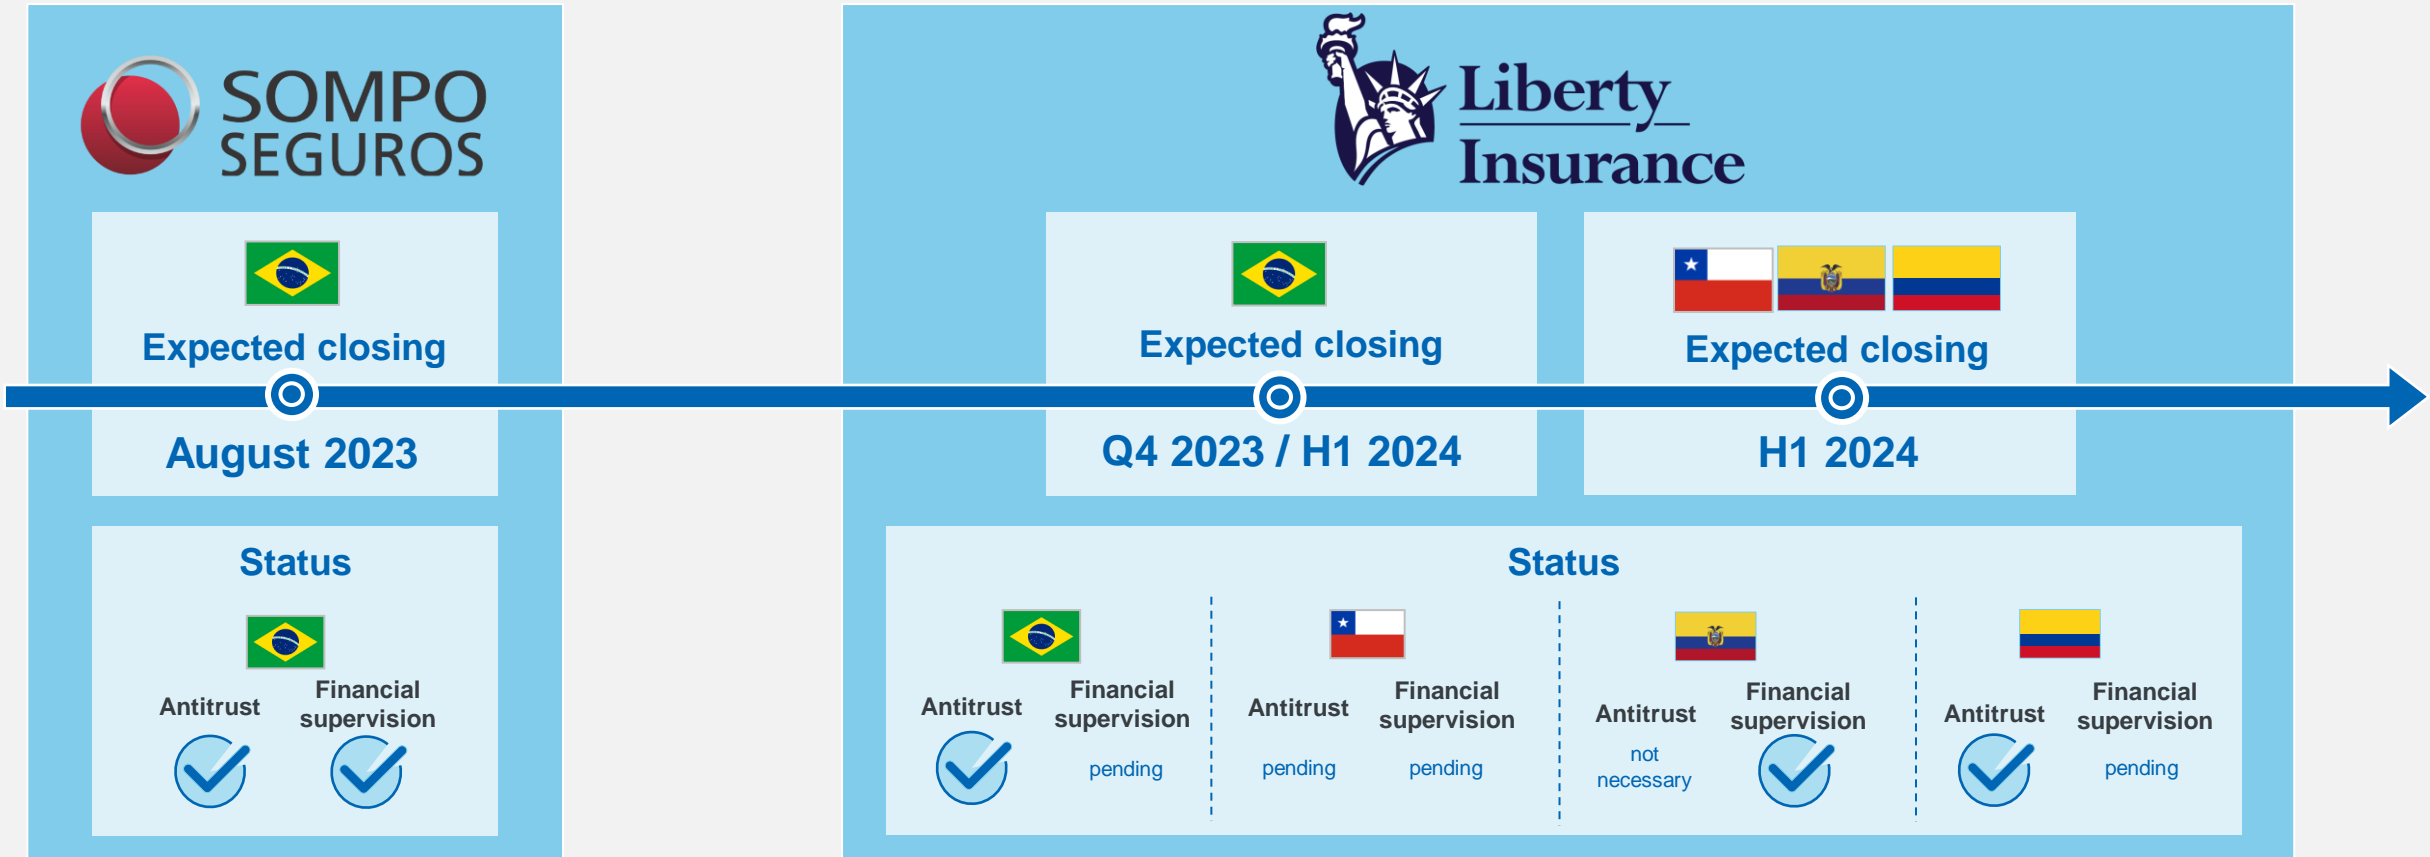 SOMPO
SEGUROS
Expected closing
August 2023
Status
Antitrust
Financial
supervision
Liberty
Insurance
Expected closing
Q4 2023 / H1 2024
Expected closing
H1 2024
Status
Antitrust
Financial
supervision
pending
Antitrust
pending
Financial
supervision
pending
Antitrust
not
necessary
Financial
supervision
Antitrust
Financial
supervision
pending